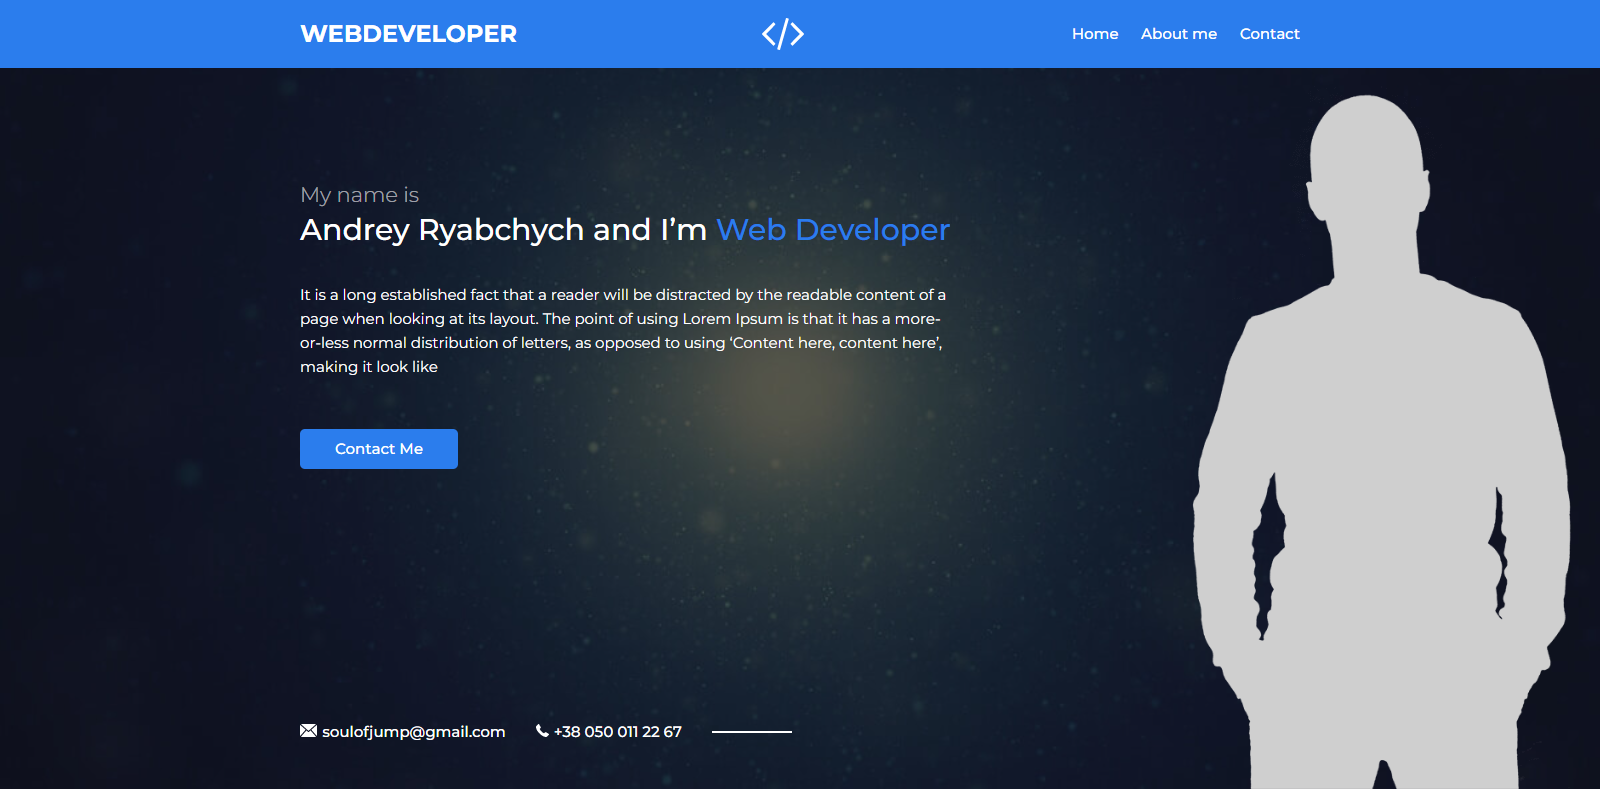 WEBDEVELOPER
</>
Home About me Contact
My name is
Andrey Ryabchych and I’m Web Developer
It is a long established fact that a reader will be distracted by the readable content of a
page when looking at its layout. The point of using Lorem Ipsum is that it has a more-
or-less normal distribution of letters, as opposed to using ‘Content here, content here’,
making it look like
Contact Me
soulofjump@gmail.com +38 050 011 22 67